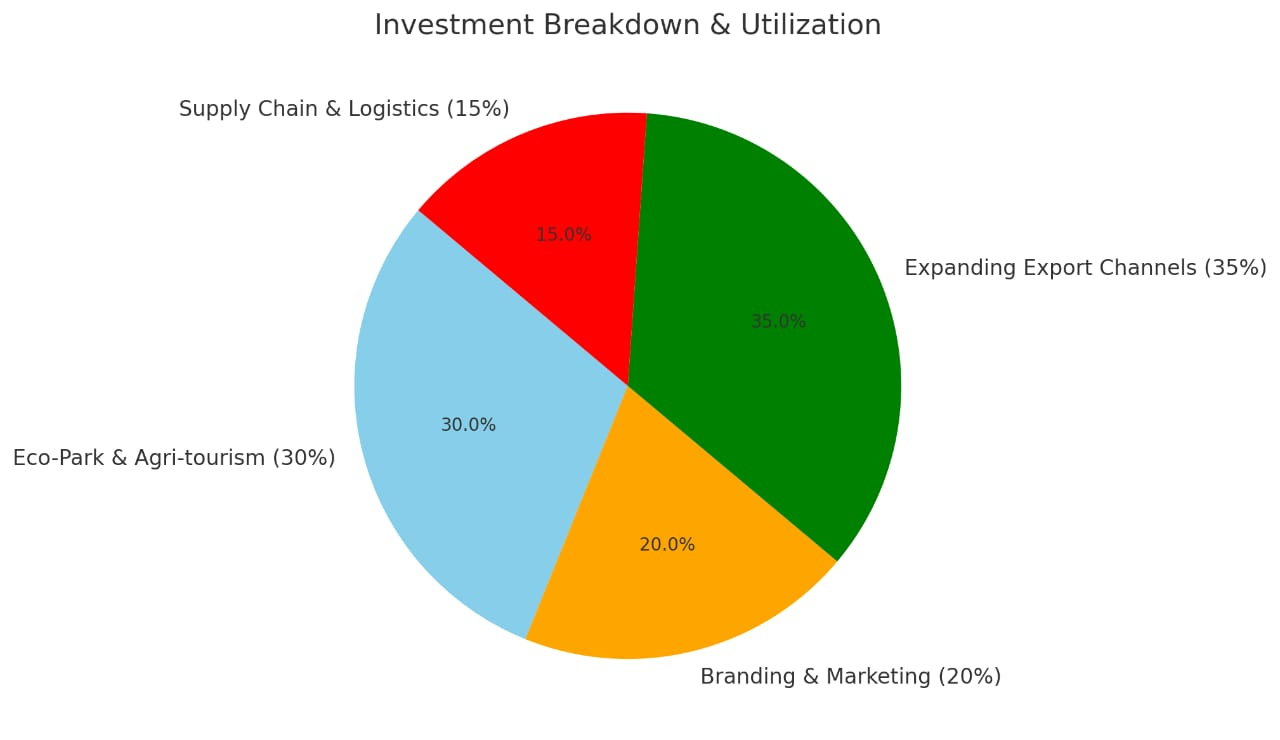 Investment Breakdown & Utilization
Supply Chain & Logistics (15%)
15.0%
Expanding Export Channels (35%)
35.0%
30.0%
Eco-Park & Agri-tourism (30%)
20.0%
Branding & Marketing (20%)